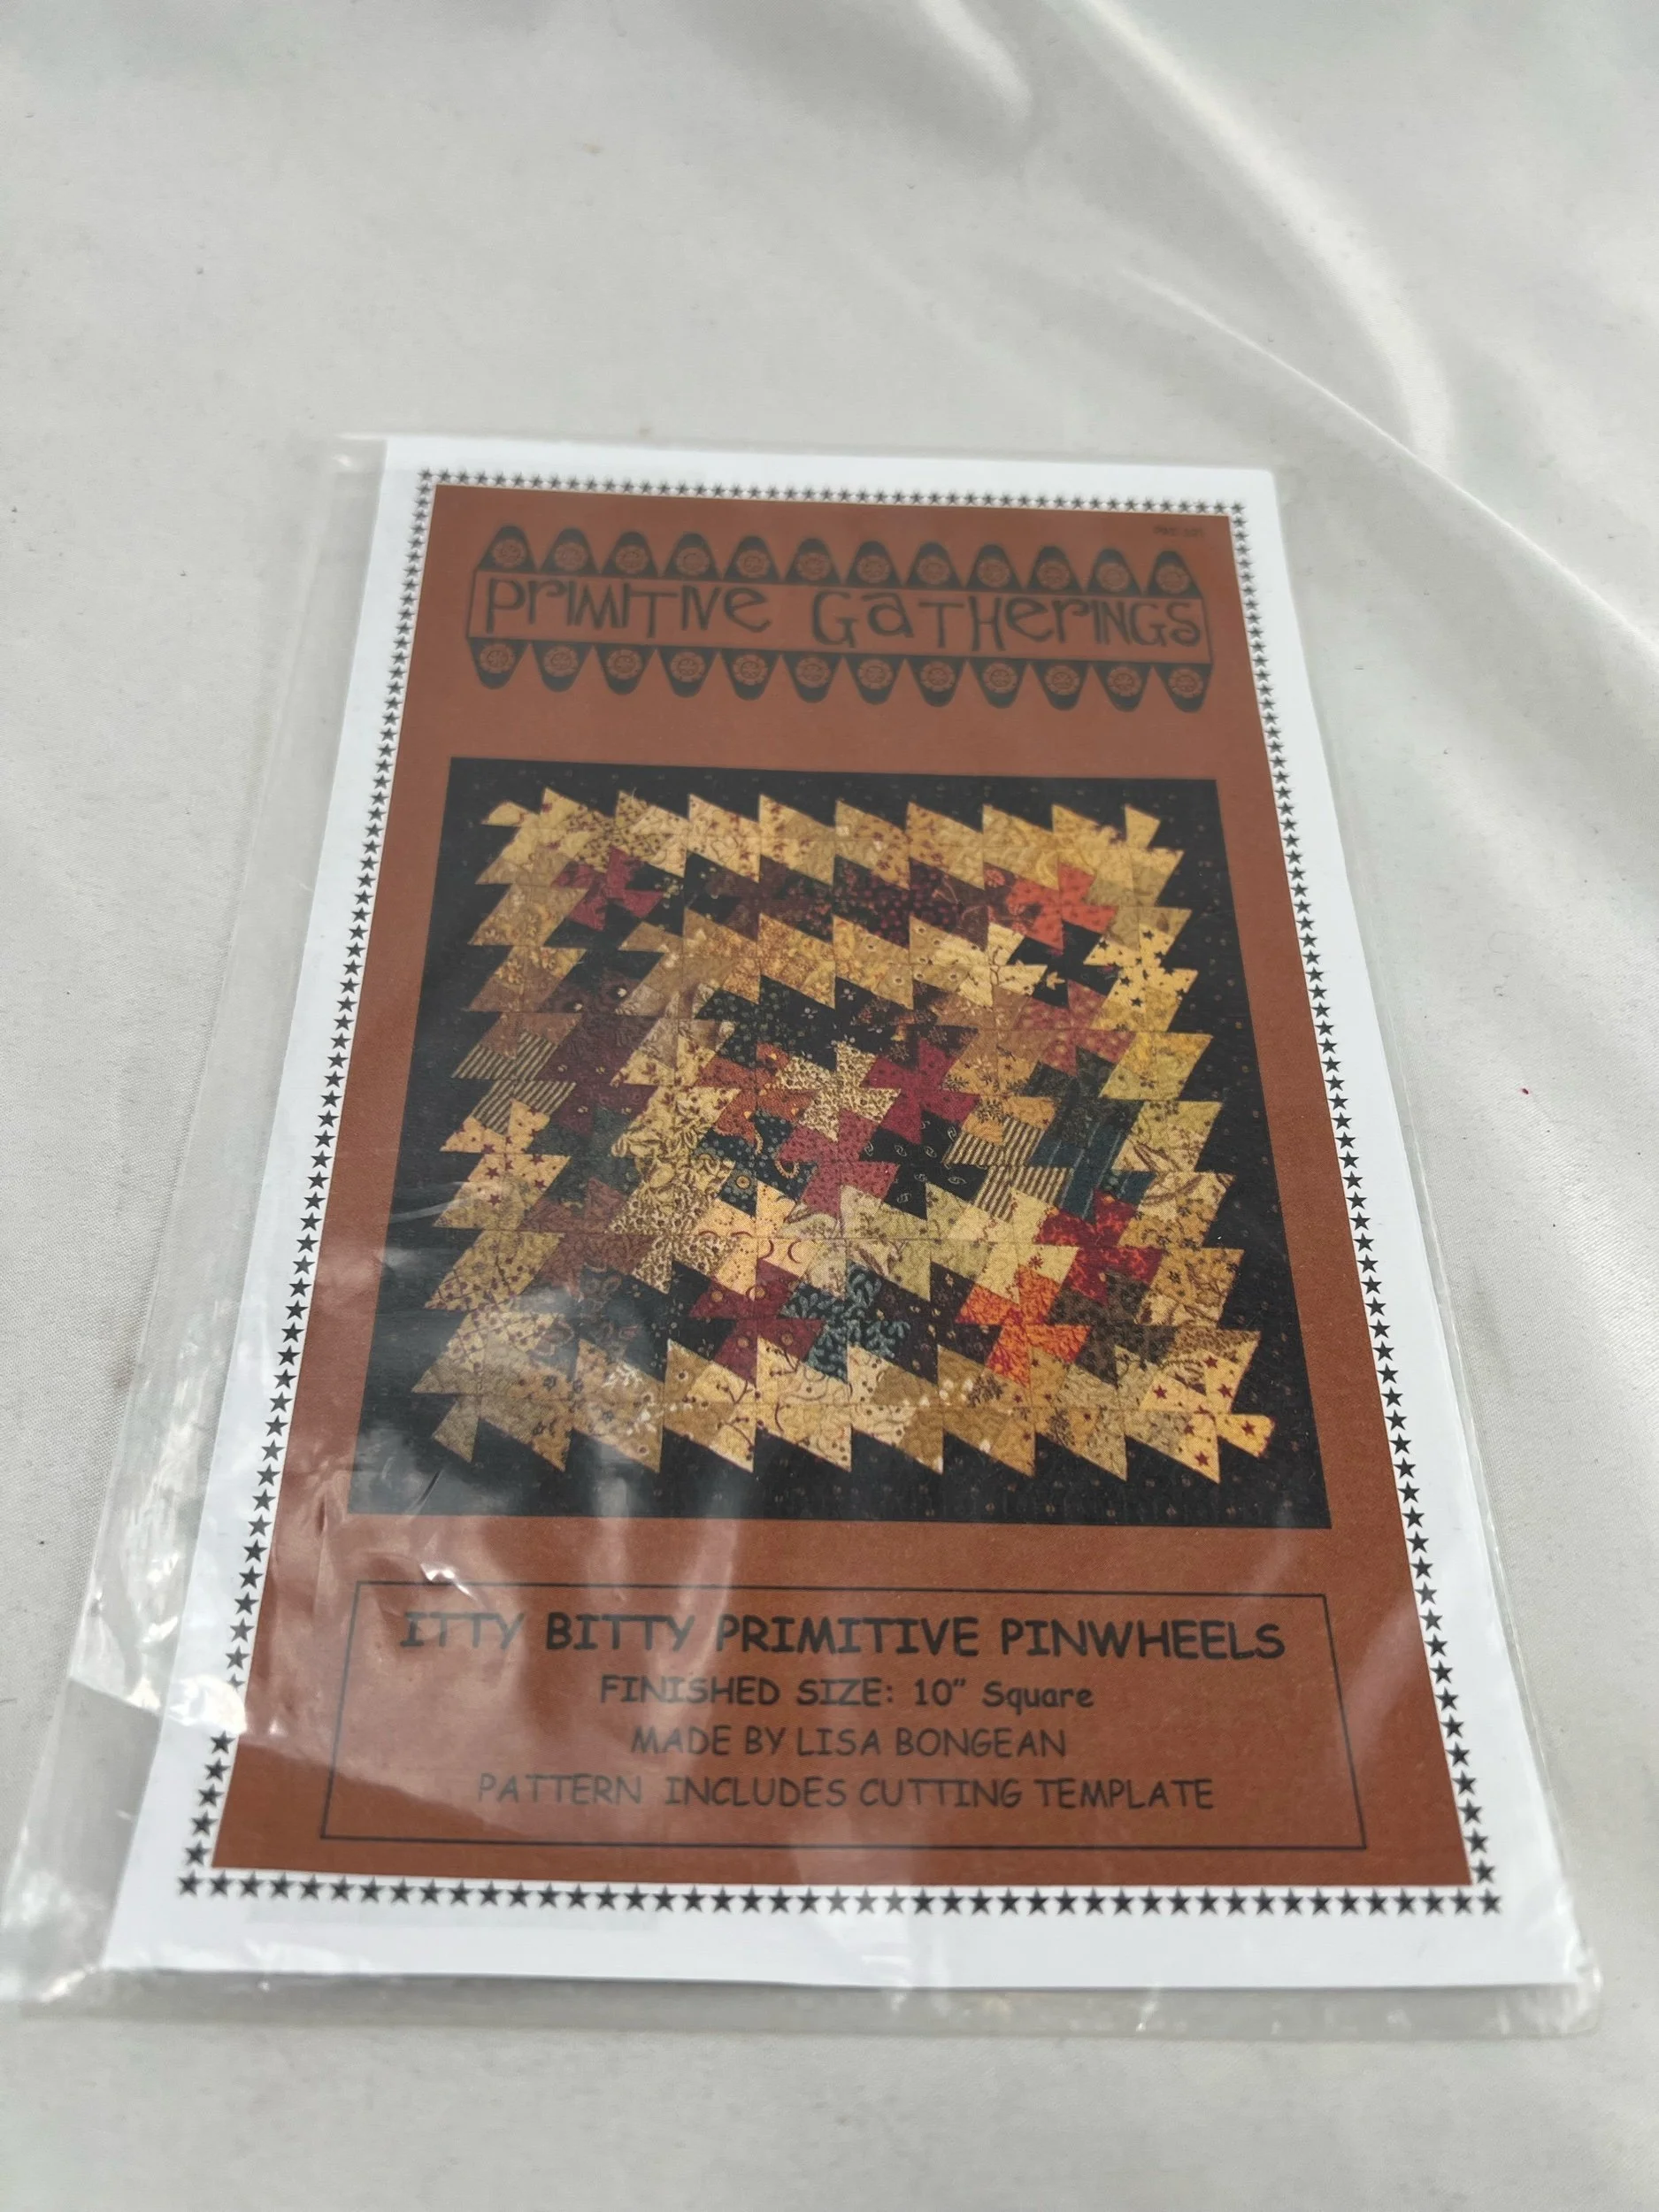 PRIMITIVE GATHERINGS
ITTY BITTY PRIMITIVE PINWHEELS
FINISHED SIZE: 10" Square
MADE BY LISA BONGEAN
PATTERN INCLUDES CUTTING TEMPLATE